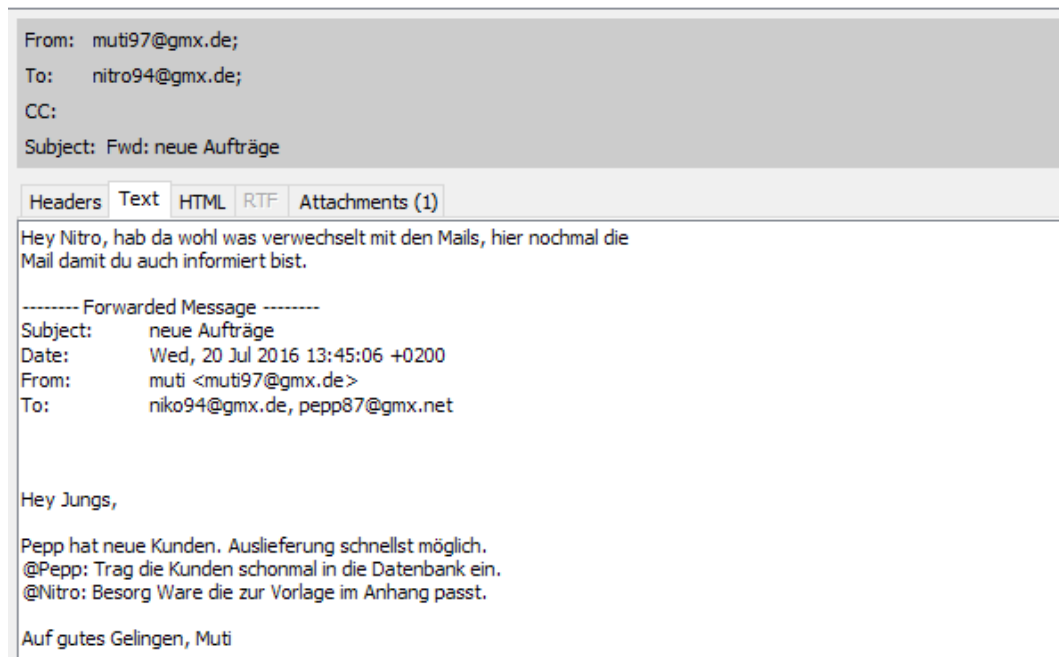 From: muti97@gmx.de;
To: nitro94@gmx.de;
CC:
Subject: Fwd: neue Aufträge
Headers Text HTML RTF Attachments (1)
Hey Nitro, hab da wohl was verwechselt mit den Mails, hier nochmal die
Mail damit du auch informiert bist.
-------- Forwarded Message --------
Subject: neue Aufträge
Date: Wed, 20 Jul 2016 13:45:06 +0200
From: muti <muti97@gmx.de>
To: niko94@gmx.de, pepp87@gmx.net
Hey Jungs,
Pepp hat neue Kunden. Auslieferung schnellst möglich.
@Pepp: Trag die Kunden schonmal in die Datenbank ein.
@Nitro: Besorg Ware die zur Vorlage im Anhang passt.
Auf gutes Gelingen, Muti